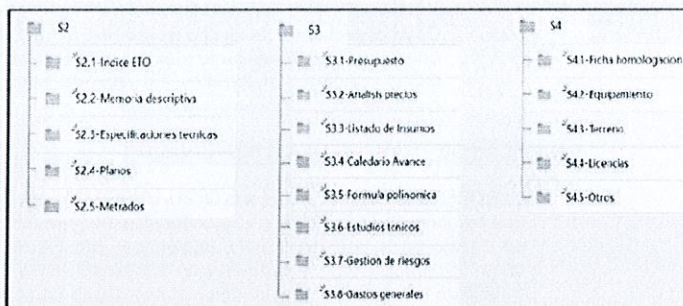 S2
S2.1-Indice ETO
S2.2-Memoria descriptiva
S2.3-Especificaciones tecnicas
S2.4-Planos
S2.5-Metrados
S3
S3.1-Presupuesto
S3.2-Analisis precios
S3.3-Listado de Insumos
S3.4 Caledario Avance
S3.5 Formula polinomica
S3.6-Estudios tenicos
S3.7-Gestion de riesgos
S3.8-Gastos generales
S4
S4.1-Ficha homologacion
S4.2-Equipamiento
S4.3-Terreno
S4.4-Licencias
S4.5-Otros